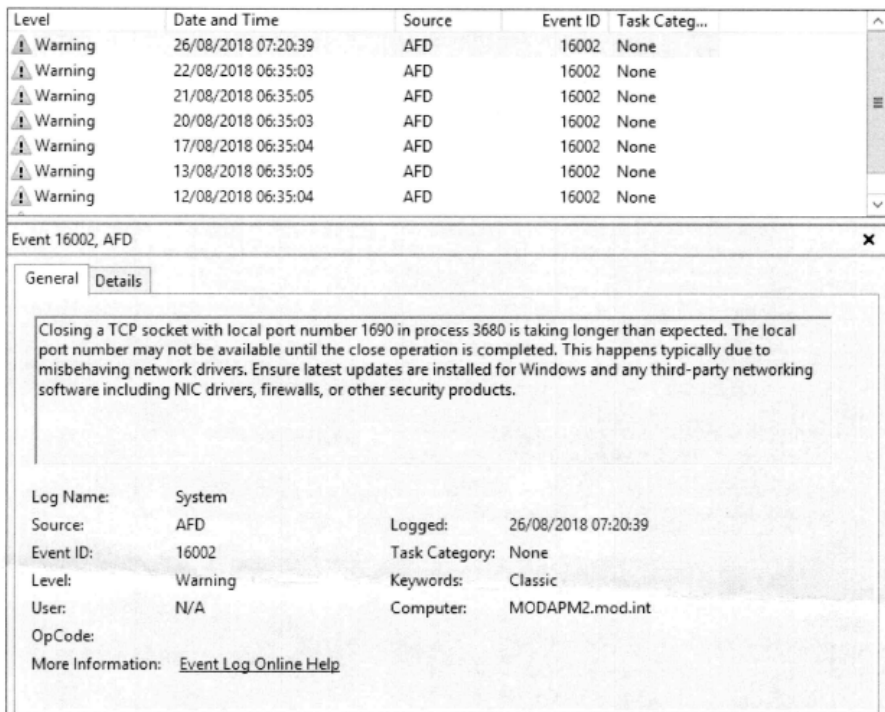 Level Date and Time Source Event ID Task Categ...
Warning 26/08/2018 07:20:39 AFD 16002 None
Warning 22/08/2018 06:35:03 AFD 16002 None
Warning 21/08/2018 06:35:05 AFD 16002 None
Warning 20/08/2018 06:35:03 AFD 16002 None
Warning 17/08/2018 06:35:04 AFD 16002 None
Warning 13/08/2018 06:35:05 AFD 16002 None
Warning 12/08/2018 06:35:04 AFD 16002 None
Event 16002, AFD
General Details
Closing a TCP socket with local port number 1690 in process 3680 is taking longer than expected. The local
port number may not be available until the close operation is completed. This happens typically due to
misbehaving network drivers. Ensure latest updates are installed for Windows and any third-party networking
software including NIC drivers, firewalls, or other security products.
Log Name: System
Source: AFD Logged: 26/08/2018 07:20:39
Event ID: 16002 Task Category: None
Level: Warning Keywords: Classic
User: N/A Computer: MODAPM2.mod.int
OpCode:
More Information: Event Log Online Help